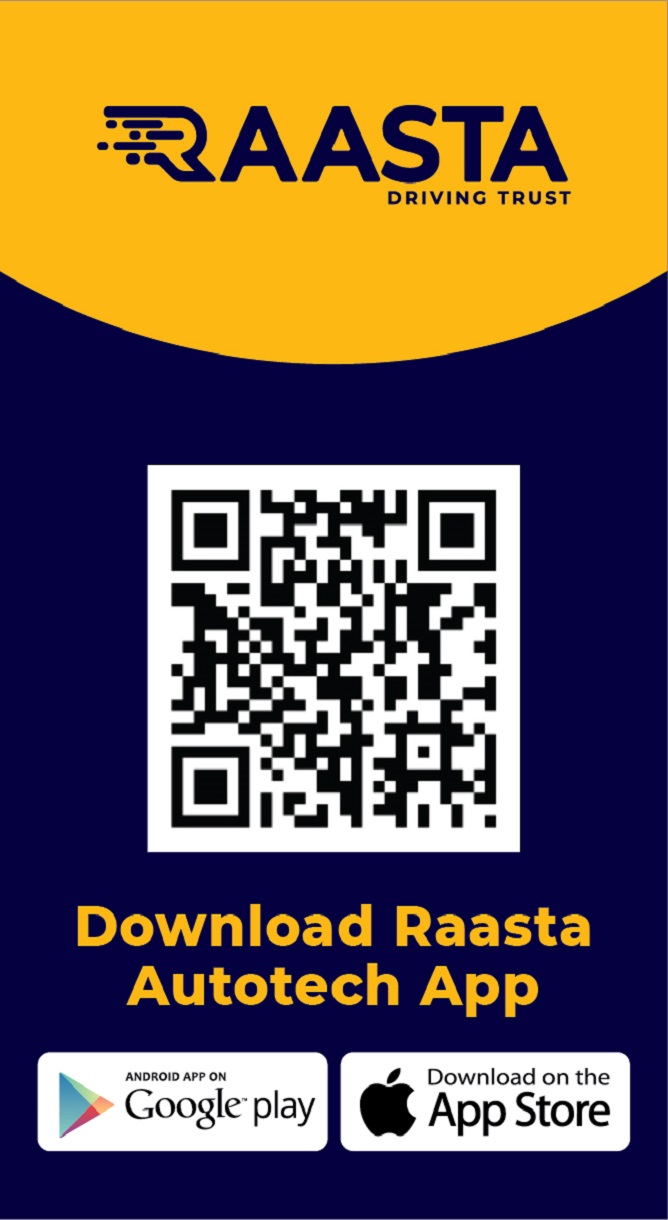 RAASTA
DRIVING TRUST
Download Raasta
Autotech App
ANDROID APP ON
Google play
Download on the
App Store